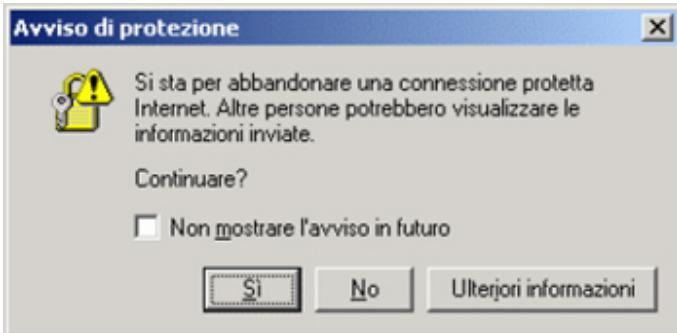 Avviso di protezione
Si sta per abbandonare una connessione protetta
Internet. Altre persone potrebbero visualizzare le
informazioni inviate.
Continuare?
Non mostrare l'avviso in futuro
Sì No Ulteriori informazioni